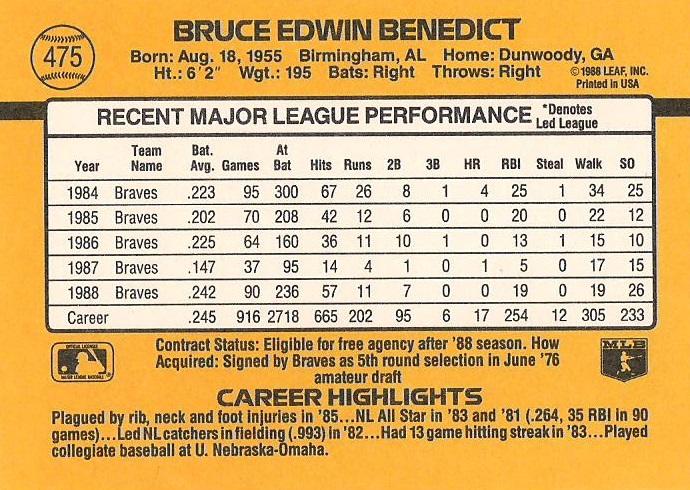 475
BRUCE EDWIN BENEDICT
Born: Aug. 18, 1955 Birmingham, AL Home: Dunwoody, GA
Ht.: 6'2" Wgt.: 195 Bats: Right Throws: Right
©1988 LEAF, INC.
Printed in USA
RECENT MAJOR LEAGUE PERFORMANCE *Denotes Led League
Year Team Name Bat. Avg. Games At Bat Hits Runs 2B 3B HR RBI Steal Walk SO
1984 Braves .223 95 300 67 26 8 1 4 25 1 34 25
1985 Braves .202 70 208 42 12 6 0 0 20 0 22 12
1986 Braves .225 64 160 36 11 10 1 0 13 1 15 10
1987 Braves .147 37 95 14 4 1 0 1 5 0 17 15
1988 Braves .242 90 236 57 11 7 0 0 19 0 19 26
Career .245 916 2718 665 202 95 6 17 254 12 305 233
OFFICIAL LICENSEE
MAJOR LEAGUE BASEBALL
Contract Status: Eligible for free agency after '88 season. How
Acquired: Signed by Braves as 5th round selection in June '76
amateur draft
MLB
CAREER HIGHLIGHTS
Plagued by rib, neck and foot injuries in '85...NL All Star in '83 and '81 (.264, 35 RBI in 90
games)...Led NL catchers in fielding (.993) in '82...Had 13 game hitting streak in '83...Played
collegiate baseball at U. Nebraska-Omaha.